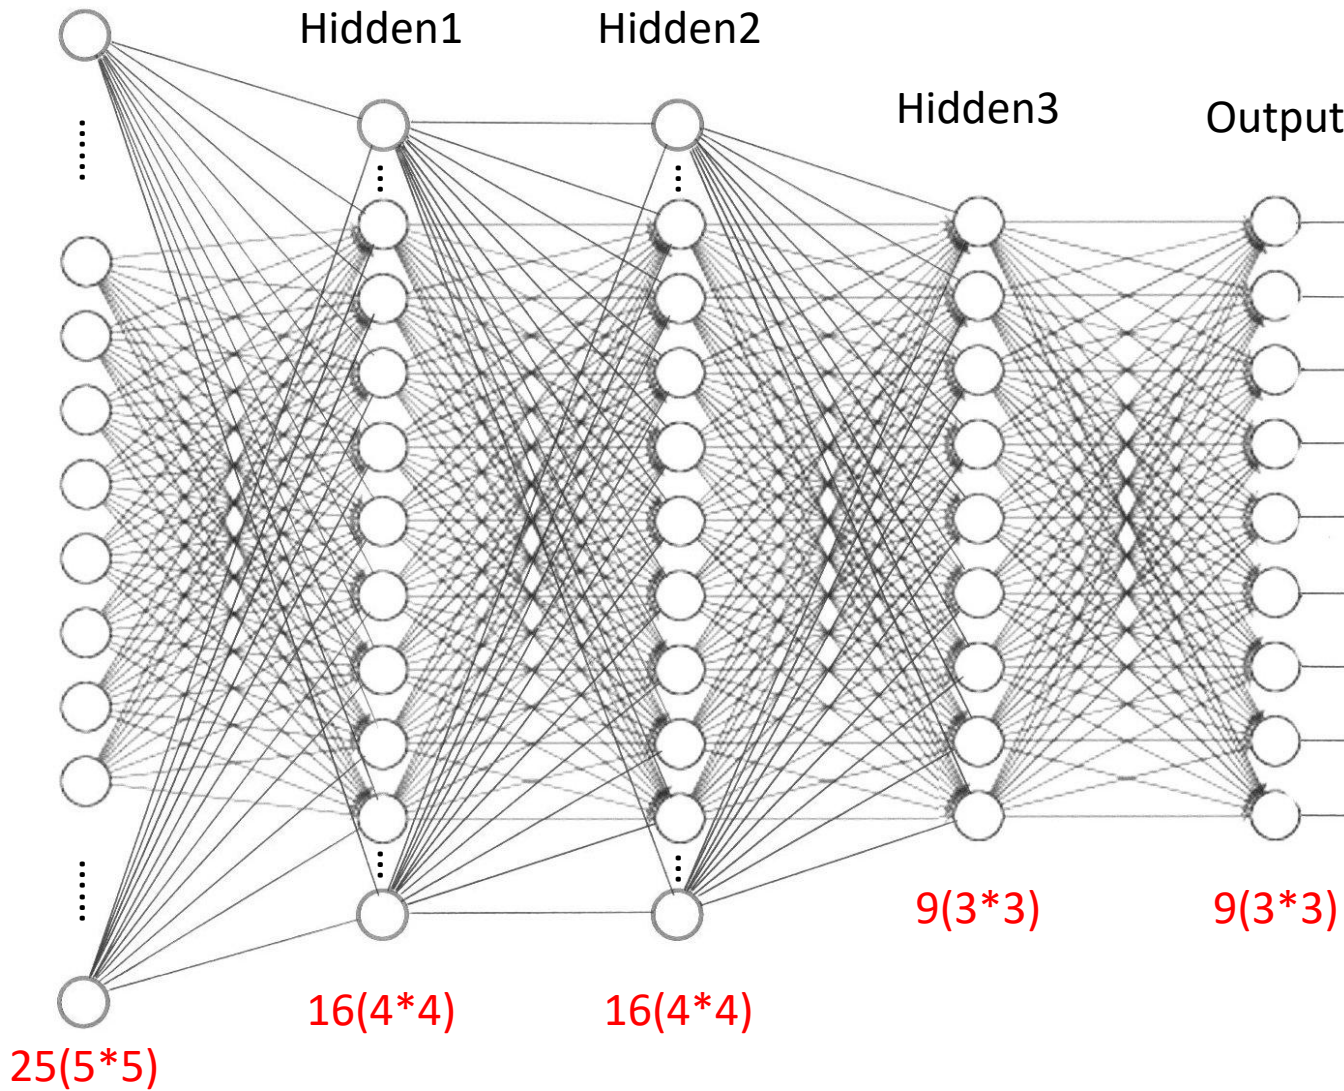 Hidden1
Hidden2
Hidden3
Output
9(3*3)
9(3*3)
16(4*4)
16(4*4)
25(5*5)